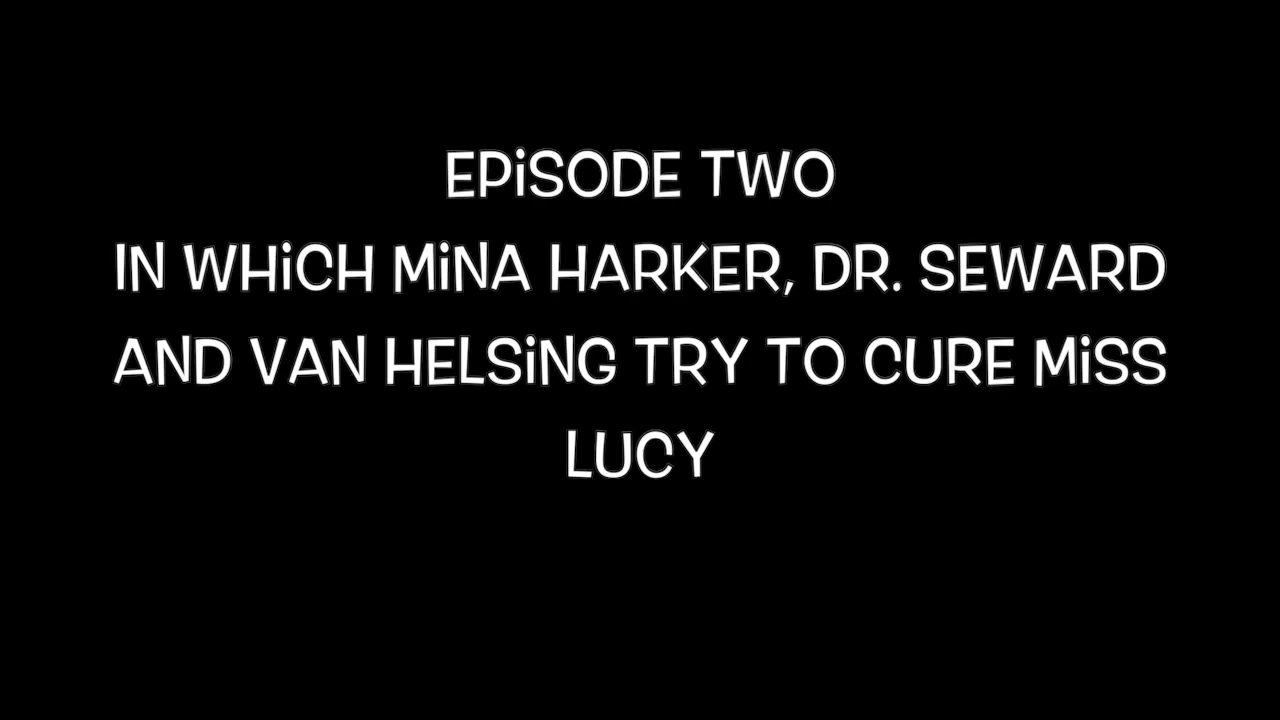 EPiSODE TWO
IN WHiCH MiNA HARKER, DR. SEWARD
AND VAN HELSiNG TRY TO CURE MiSS
LUCY